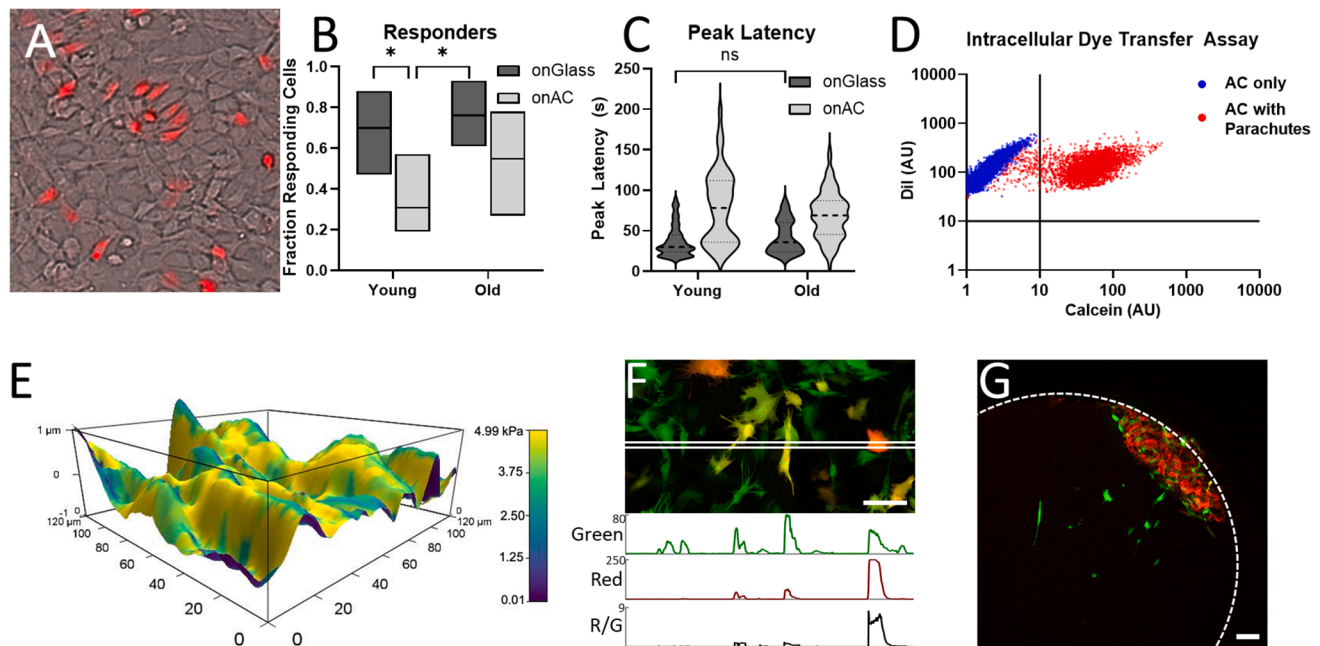 A
B
Responders
*
*
onGlass
onAC
Fraction Responding Cells
1.0
0.8
0.6
0.4
0.2
0.0
Young
Old
C
Peak Latency
ns
onGlass
onAC
Peak Latency (s)
250
200
150
100
50
0
Young
Old
D
Intracellular Dye Transfer Assay
AC only
AC with
Parachutes
DiI (AU)
10000
1000
100
10
1
1
10
100
1000
10000
Calcein (AU)
E
1 µm
0
-1
120 µm
100
80
60
40
20
0
0
20
40
60
80
100
120 µm
0
4.99 kPa
3.75
2.50
1.25
0.01
F
Green
80
Red
250
R/G
9
G